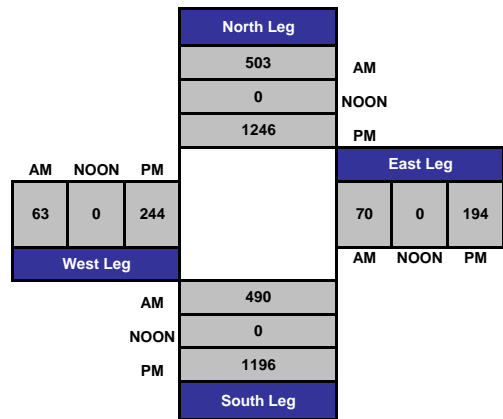 North Leg
503 AM
0 NOON
1246 PM
AM NOON PM East Leg
63 0 244 70 0 194
West Leg AM NOON PM
AM 490
NOON 0
PM 1196
South Leg